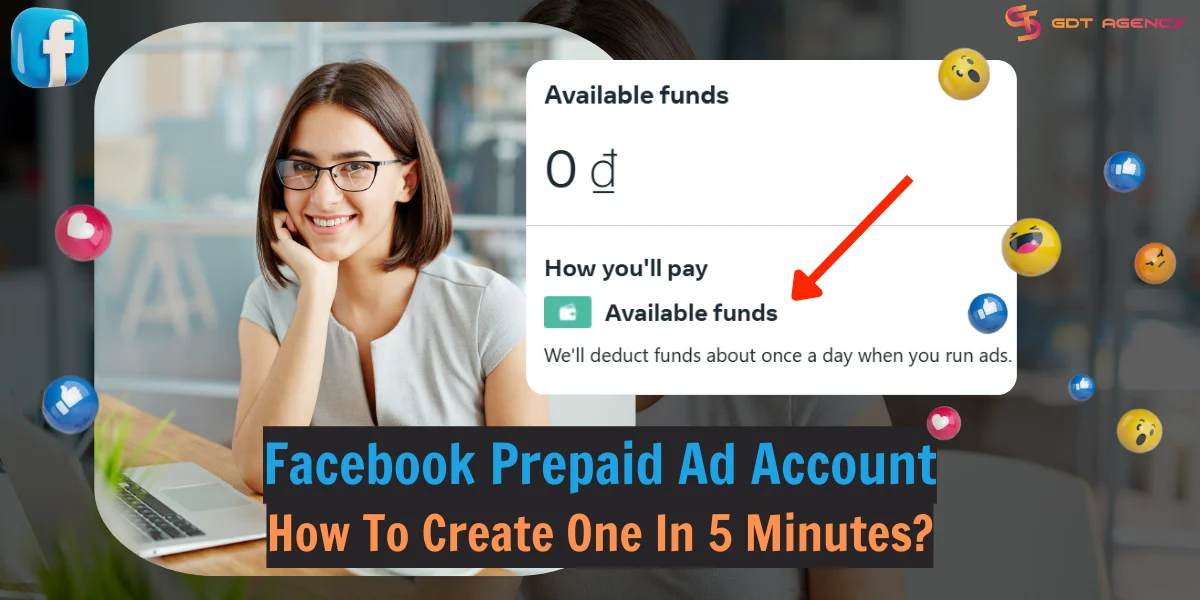 GDT AGENCY
Available funds
0 ₫
How you'll pay
Available funds
We'll deduct funds about once a day when you run ads.
Facebook Prepaid Ad Account
How To Create One In 5 Minutes?